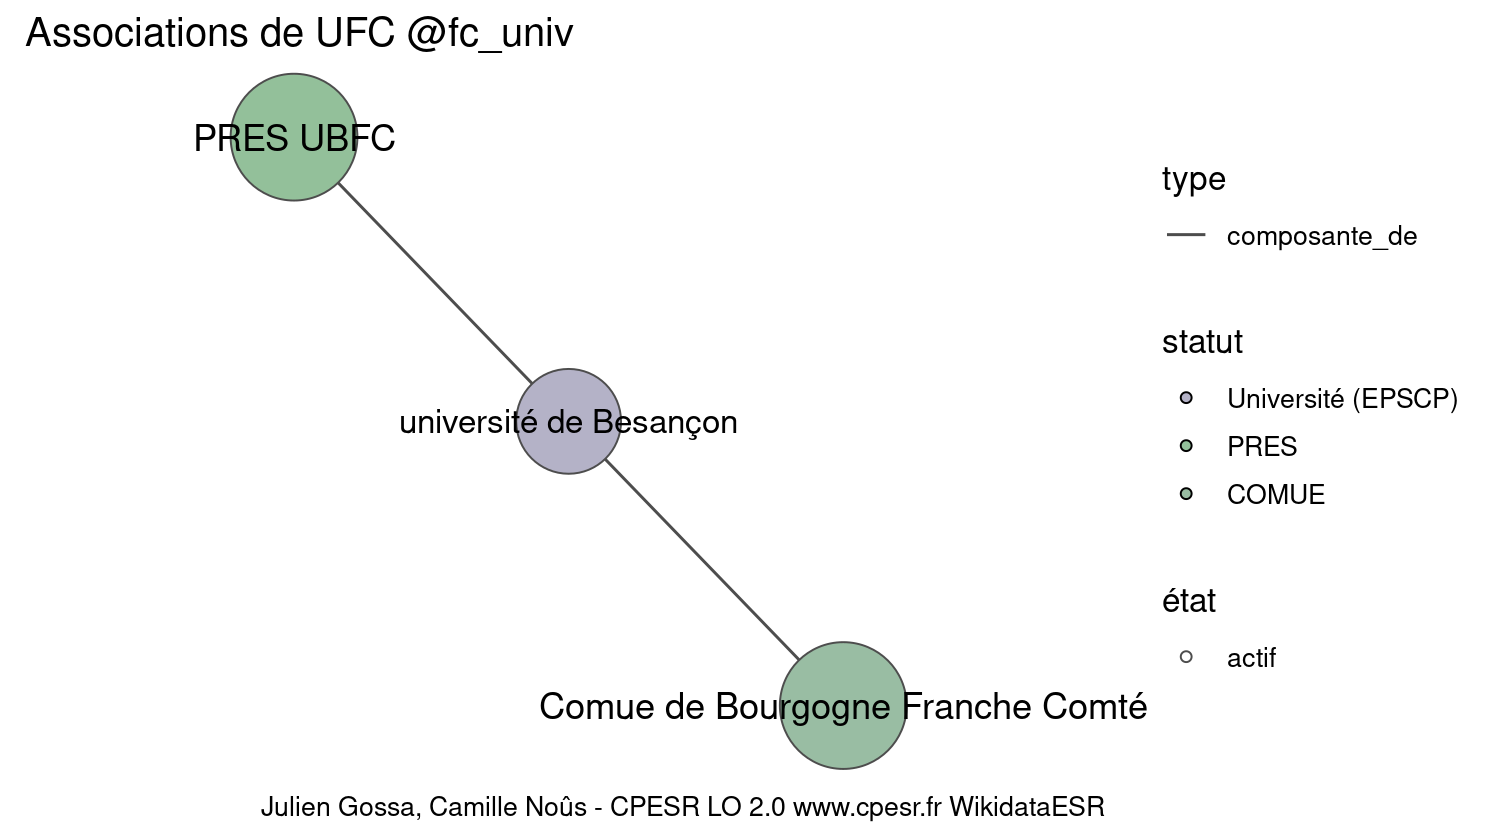 Associations de UFC @fc_univ
PRES UBFC
université de Besançon
Comue de Bourgogne Franche Comté
type
composante_de
statut
Université (EPSCP)
PRES
COMUE
état
actif
Julien Gossa, Camille Noûs - CPESR LO 2.0 www.cpesr.fr WikidataESR